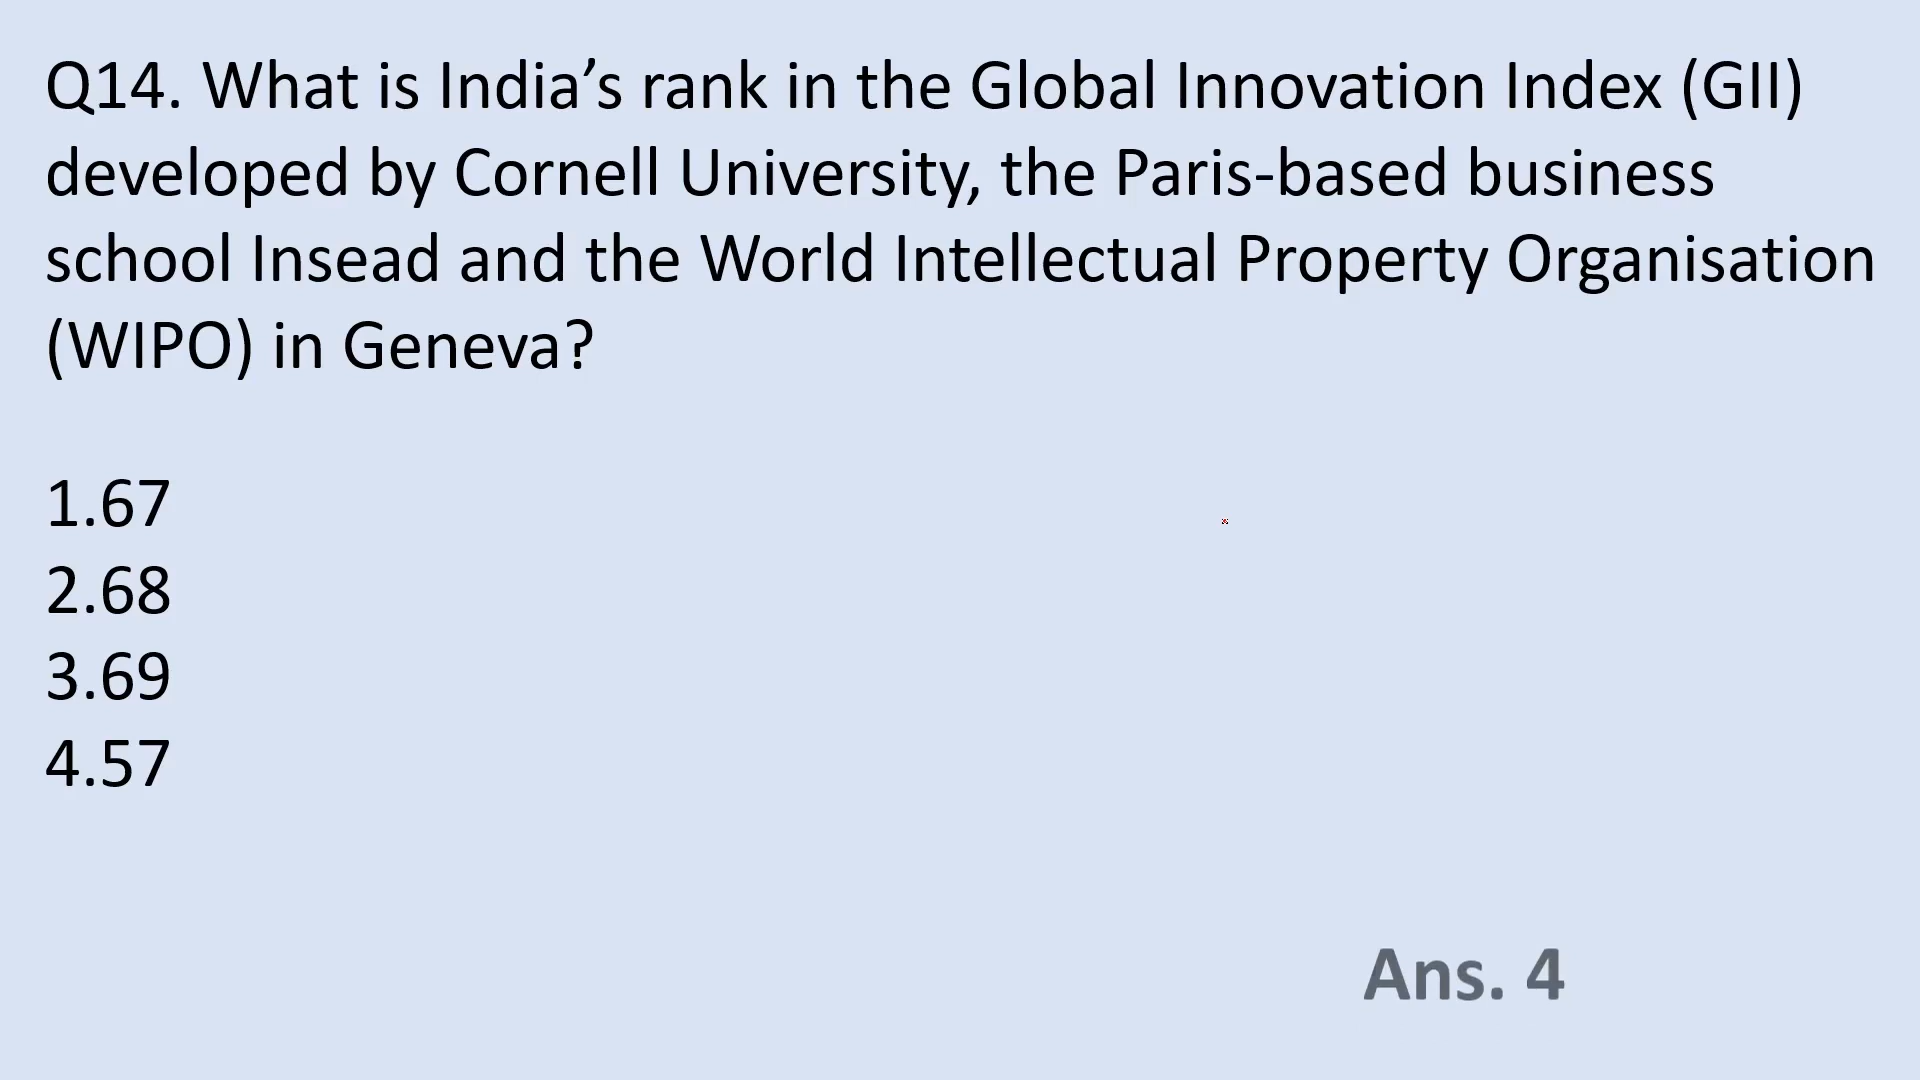 Q14. What is India’s rank in the Global Innovation Index (GII)
developed by Cornell University, the Paris-based business
school Insead and the World Intellectual Property Organisation
(WIPO) in Geneva?
1.67
2.68
3.69
4.57
Ans. 4